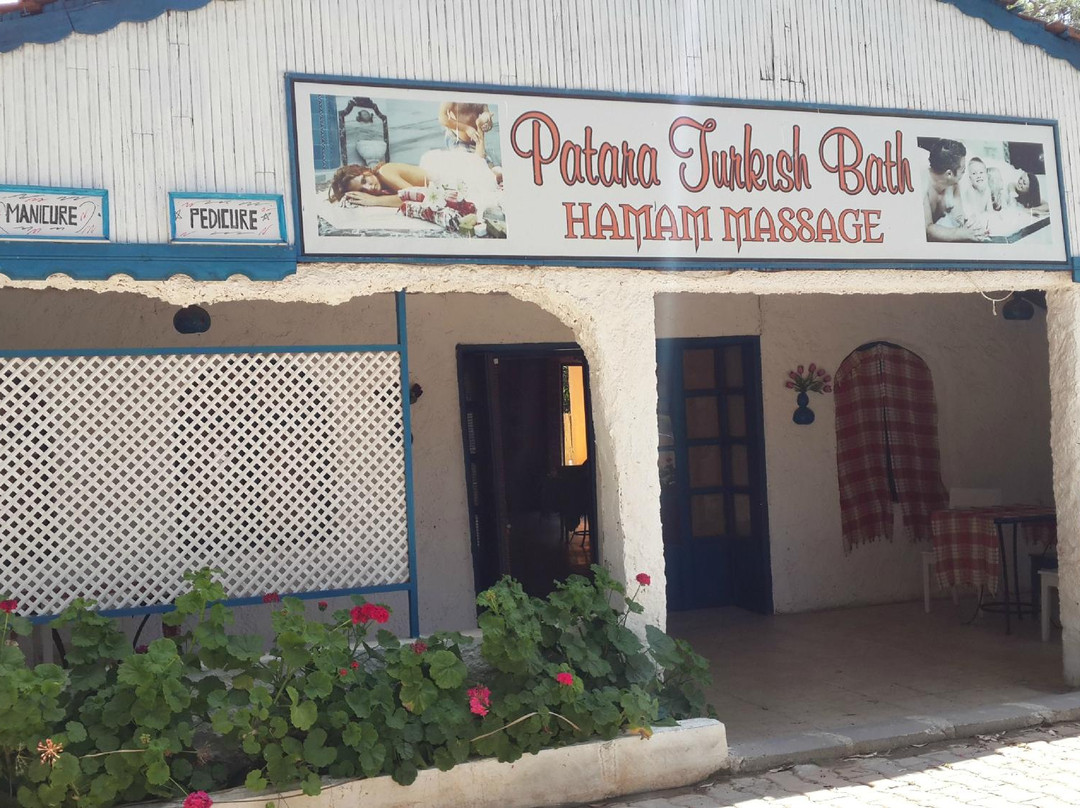 MANICURE
PEDICURE
Patara Turkish Bath
HAMAM MASSAGE